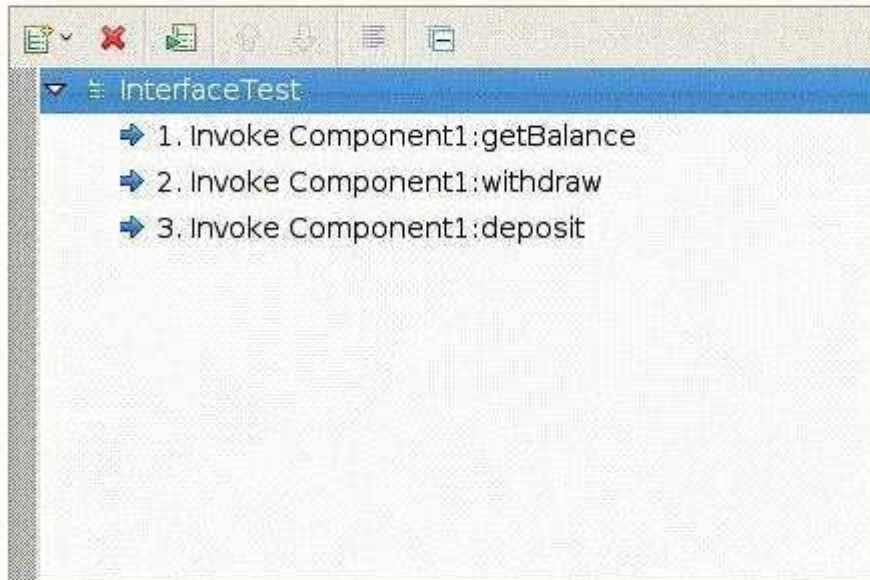 InterfaceTest
1. Invoke Component1:getBalance
2. Invoke Component1:withdraw
3. Invoke Component1:deposit